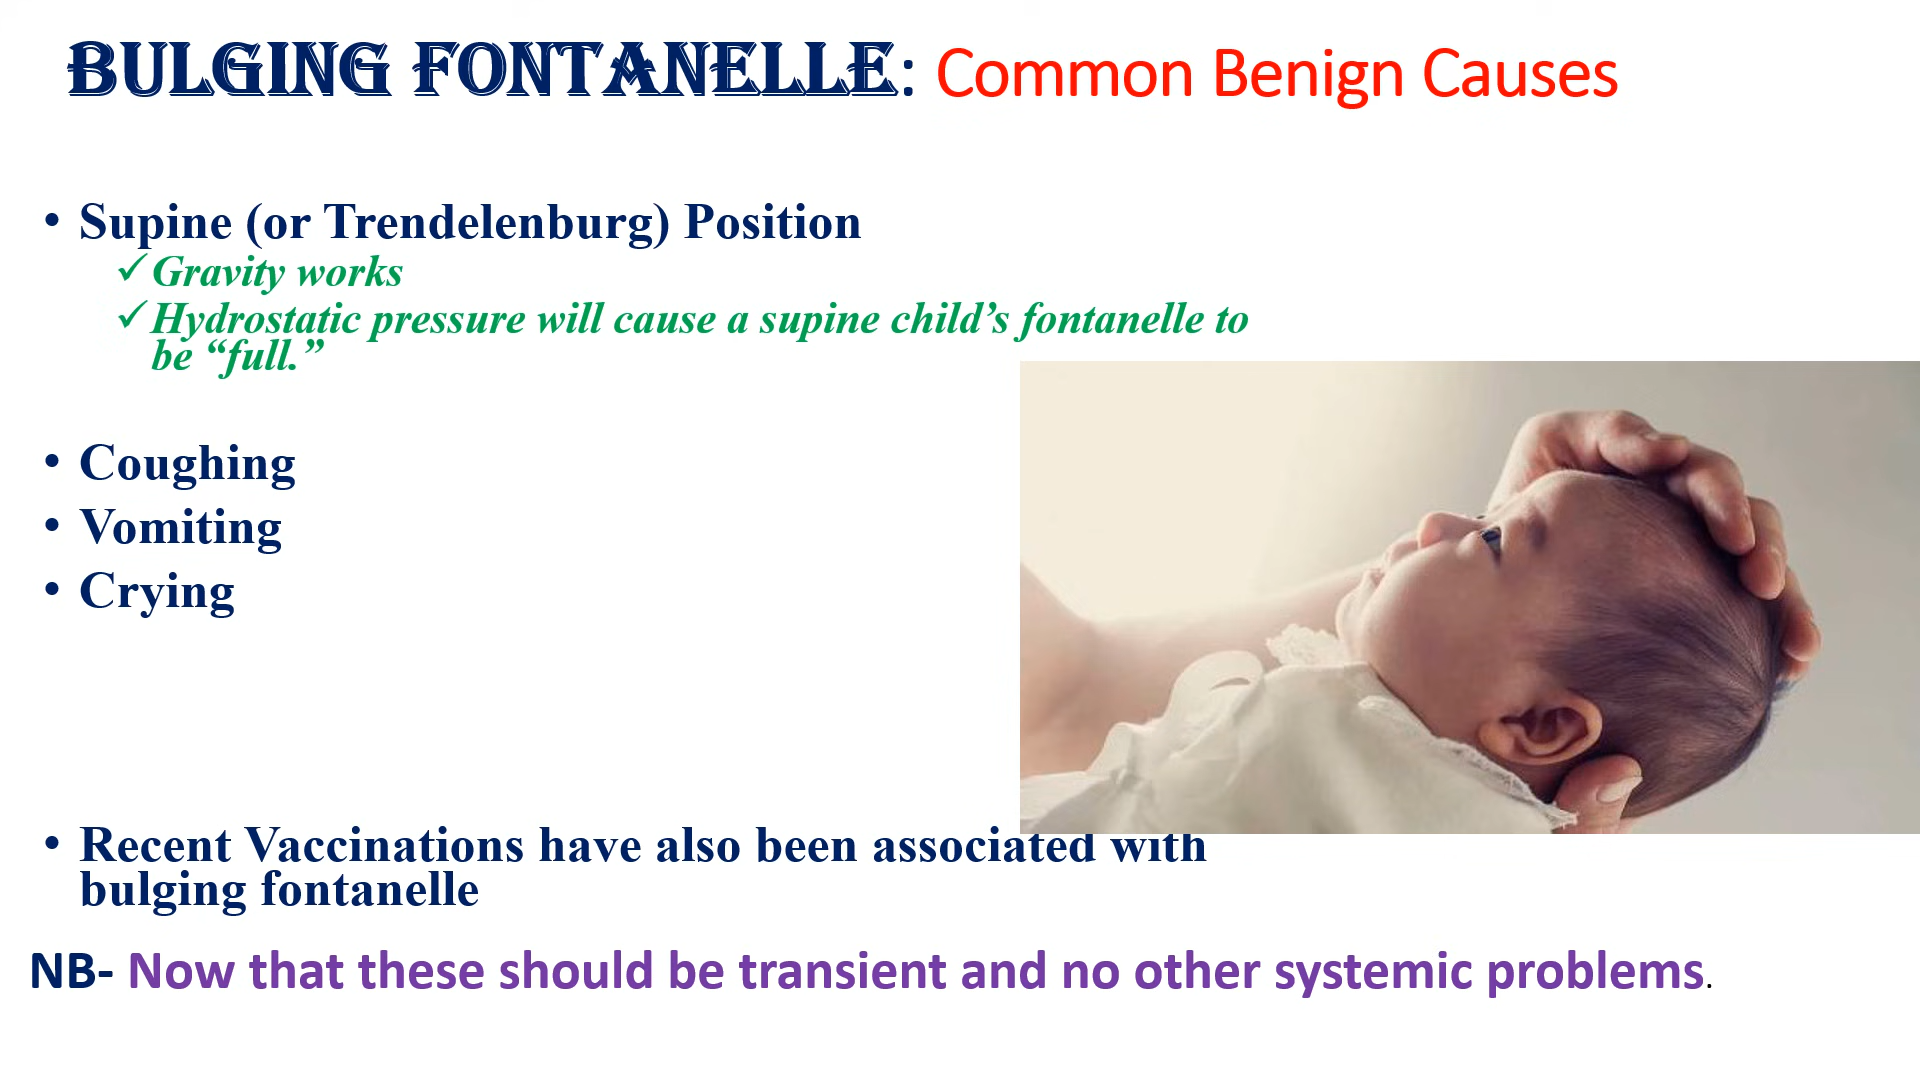 BULGING FONTANELLE: Common Benign Causes
• Supine (or Trendelenburg) Position
✓Gravity works
✓Hydrostatic pressure will cause a supine child’s fontanelle to
be “full.”
• Coughing
• Vomiting
• Crying
• Recent Vaccinations have also been associated with
bulging fontanelle
NB- Now that these should be transient and no other systemic problems.